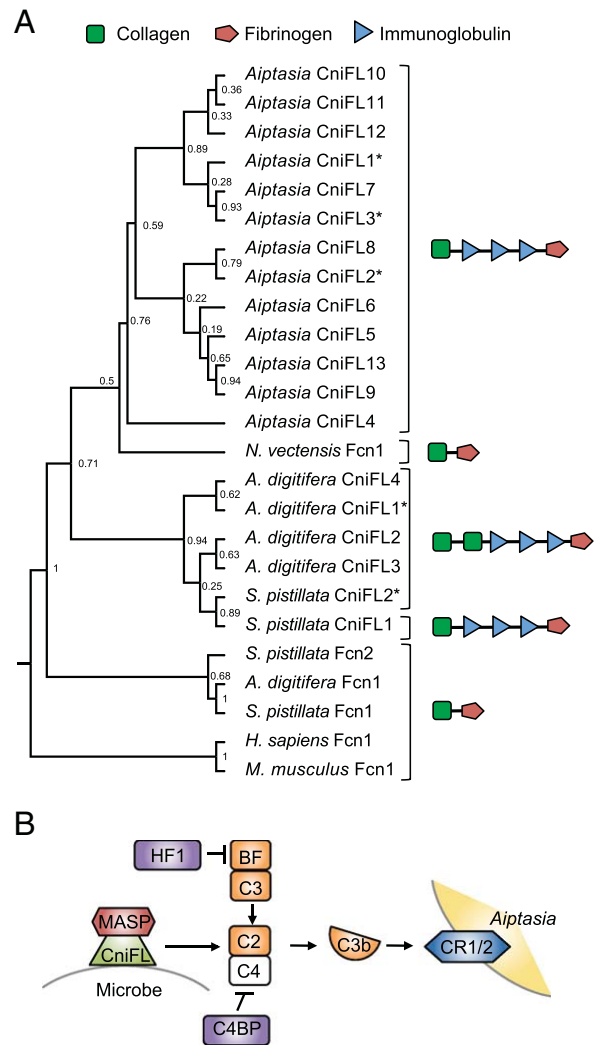 A
Collagen Fibrinogen Immunoglobulin
Aiptasia CniFL10
0.36
Aiptasia CniFL11
0.33
Aiptasia CniFL12
0.89
Aiptasia CniFL1*
0.28
Aiptasia CniFL7
0.93
Aiptasia CniFL3*
0.59
Aiptasia CniFL8
0.79
Aiptasia CniFL2*
0.22
Aiptasia CniFL6
0.19
0.76
Aiptasia CniFL5
0.65
Aiptasia CniFL13
0.94
0.5
Aiptasia CniFL9
Aiptasia CniFL4
N. vectensis Fcn1
0.71
A. digitifera CniFL4
0.62
A. digitifera CniFL1*
0.94
A. digitifera CniFL2
0.63
A. digitifera CniFL3
1
0.25
S. pistillata CniFL2*
0.89
S. pistillata CniFL1
S. pistillata Fcn2
0.68
A. digitifera Fcn1
1
S. pistillata Fcn1
H. sapiens Fcn1
1
M. musculus Fcn1
B
HF1 BF
C3
MASP
CniFL
C2
C4
C3b
CR1/2
Aiptasia
Microbe
C4BP